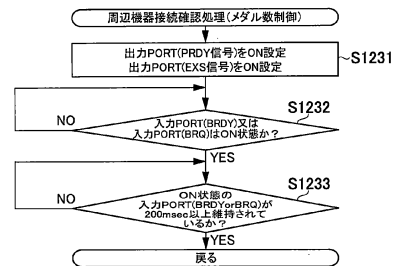 周辺機器接続確認処理(メダル数制御)
出力PORT(PRDY信号)をON設定
出力PORT(EXS信号)をON設定
S1231
S1232
入力PORT(BRDY)又は
入力PORT(BRQ)はON状態か?
NO
YES
S1233
ON状態の
入力PORT(BRDYorBRQ)が
200msec以上維持されて
いるか?
NO
YES
戻る